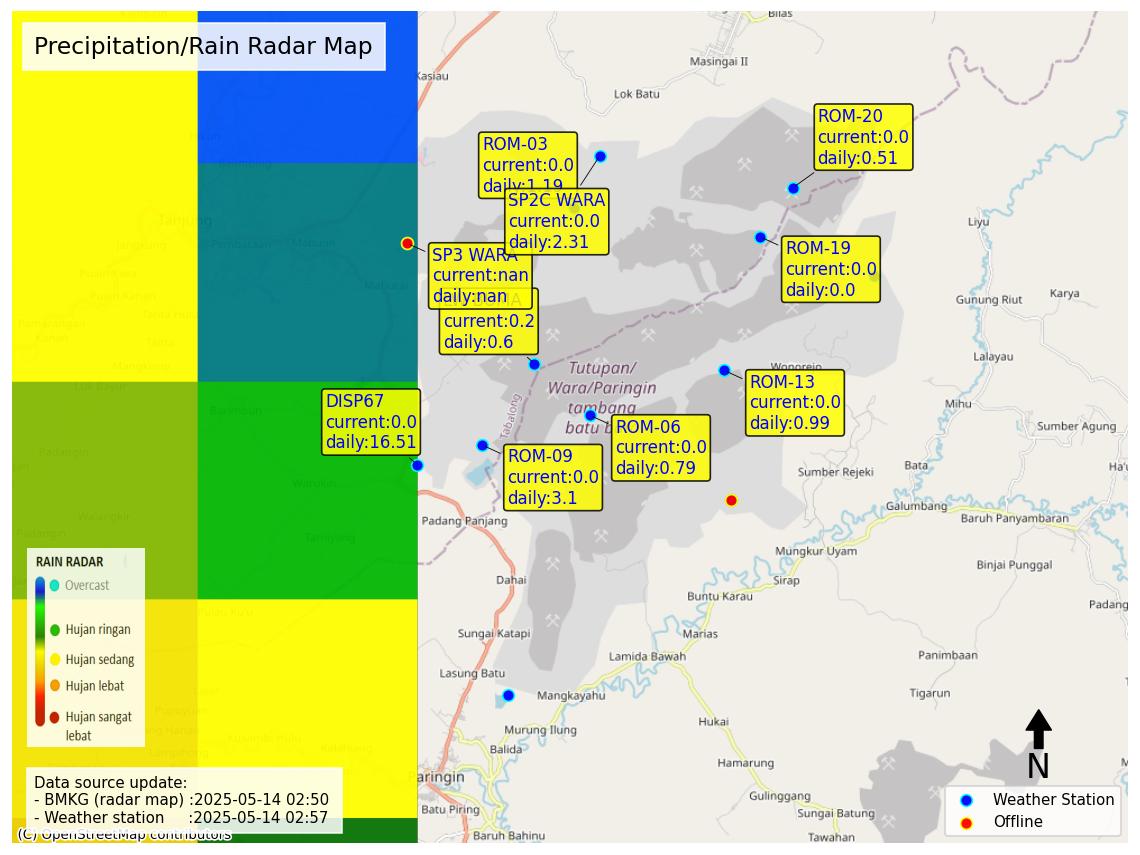 Precipitation/Rain Radar Map
Bilas
Masingai II
Kasiau
Lok Batu
ROM-20
current:0.0
daily:0.51
ROM-03
current:0.0
daily:1.19
SP2C WARA
current:0.0
daily:2.31
Tanjung
Liyu
ROM-19
current:0.0
daily:0.0
SP3 WARA
current:nan
daily:nan
current:0.2
daily:0.6
Mabuun
Gunung Riut
Karya
Lalayau
Wonorejo
Tutupan/
Wara/Paringin
tambang
batu b
Tabalong
ROM-13
current:0.0
daily:0.99
DISP67
current:0.0
daily:16.51
ROM-06
current:0.0
daily:0.79
ROM-09
current:0.0
daily:3.1
Mihu
Sumber Agung
Bata
Ha'u
Sumber Rejeki
Galumbang
Baruh Panyambaran
Padang Panjang
Warukin
Mungkur Uyam
Binjai Punggal
Dahai
Sirap
Buntu Karau
Padang
Marias
Sungai Katapi
Lamida Bawah
Panimbaan
Lasung Batu
Tigarun
Mangkayahu
Hukai
Murung Ilung
Balida
Hamarung
Paringin
Gulinggang
Batu Piring
Sungai Batung
Baruh Bahinu
Tawahan
RAIN RADAR
Overcast
Hujan ringan
Hujan sedang
Hujan lebat
Hujan sangat
lebat
Data source update:
- BMKG (radar map) :2025-05-14 02:50
- Weather station :2025-05-14 02:57
(C) OpenStreetMap contributors
N
Weather Station
Offline